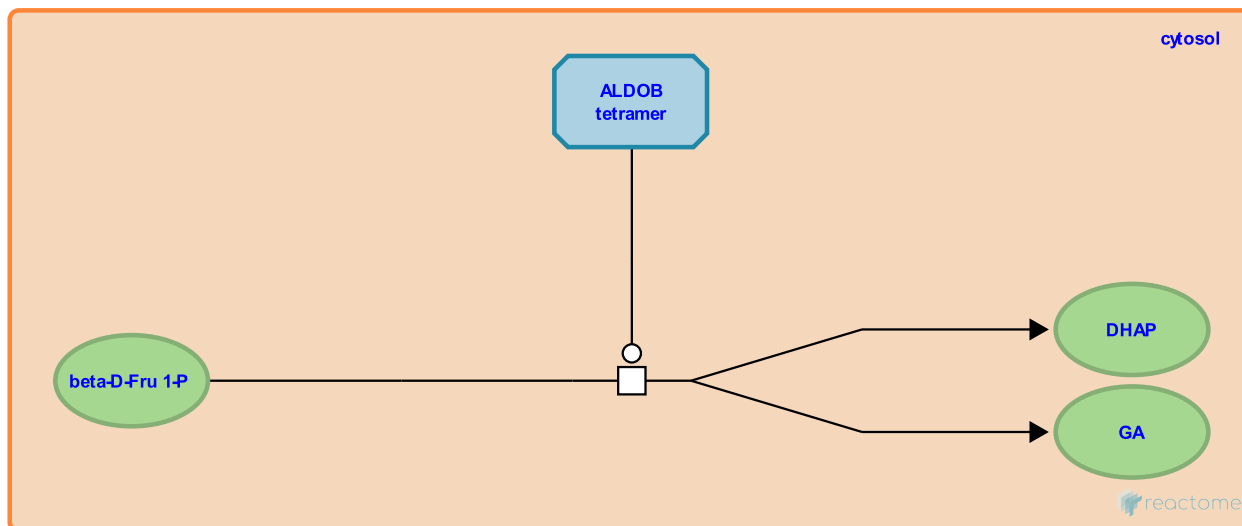 cytosol
ALDOB
tetramer
DHAP
beta-D-Fru 1-P
GA
reactome